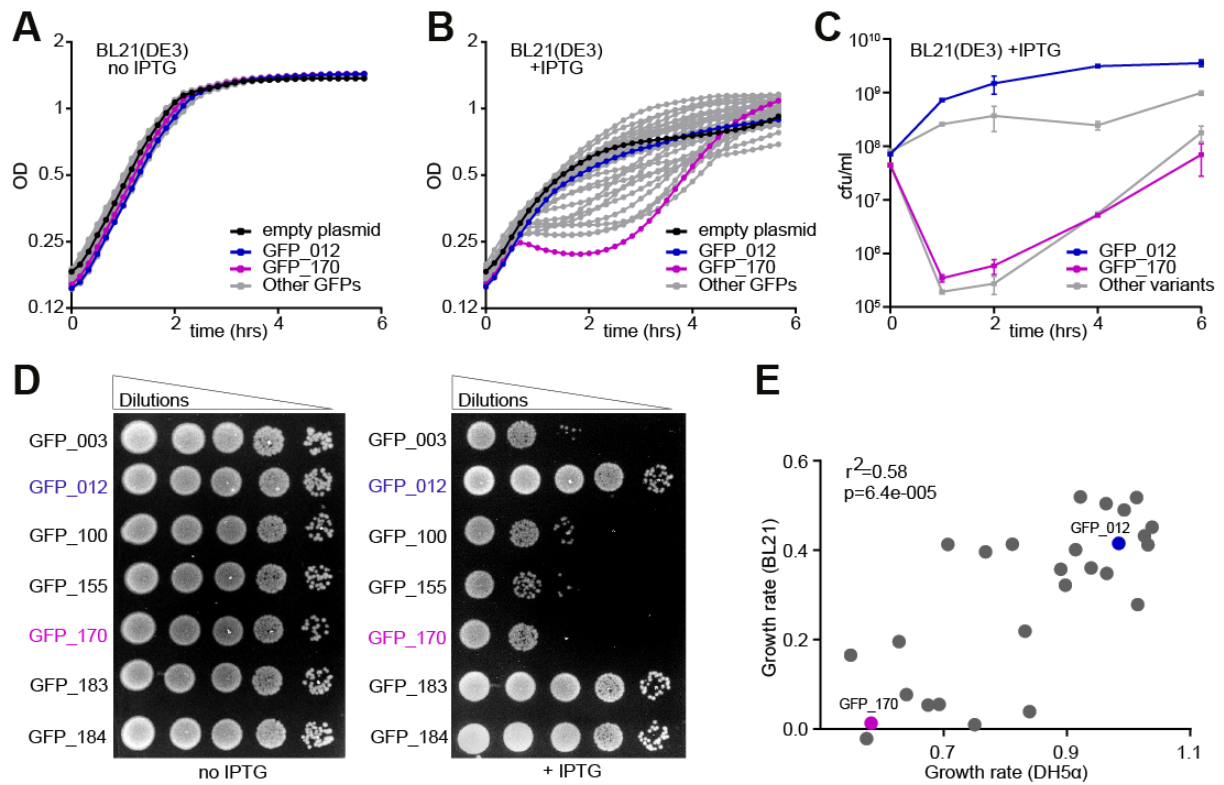 A
BL21(DE3)
no IPTG
2
1
0.5
0.25
0.12
OD
empty plasmid
GFP_012
GFP_170
Other GFPs
0
2
4
6
time (hrs)
B
BL21(DE3)
+IPTG
2
1
0.5
0.25
0.12
OD
empty plasmid
GFP_012
GFP_170
Other GFPs
0
2
4
6
time (hrs)
C
BL21(DE3) +IPTG
10¹⁰
10⁹
10⁸
10⁷
10⁶
10⁵
cfu/ml
GFP_012
GFP_170
Other variants
0
2
4
6
time (hrs)
D
Dilutions
GFP_003
GFP_012
GFP_100
GFP_155
GFP_170
GFP_183
GFP_184
no IPTG
Dilutions
GFP_003
GFP_012
GFP_100
GFP_155
GFP_170
GFP_183
GFP_184
+ IPTG
E
r²=0.58
p=6.4e-005
0.6
0.4
0.2
0.0
Growth rate (BL21)
GFP_012
GFP_170
0.7
0.9
1.1
Growth rate (DH5α)